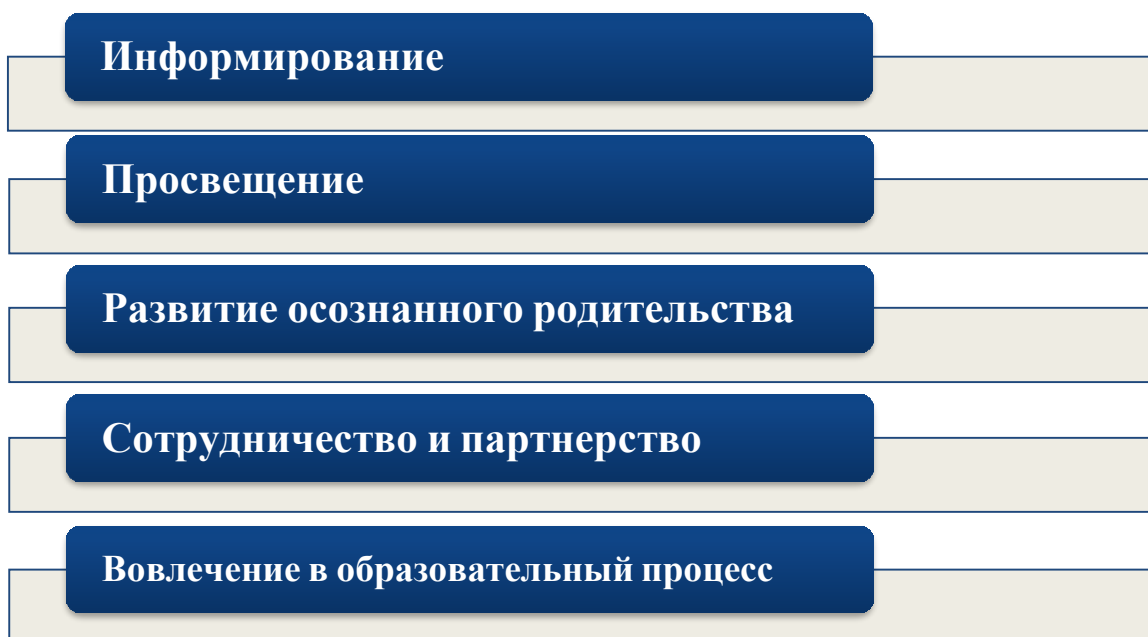 Информирование
Просвещение
Развитие осознанного родительства
Сотрудничество и партнерство
Вовлечение в образовательный процесс